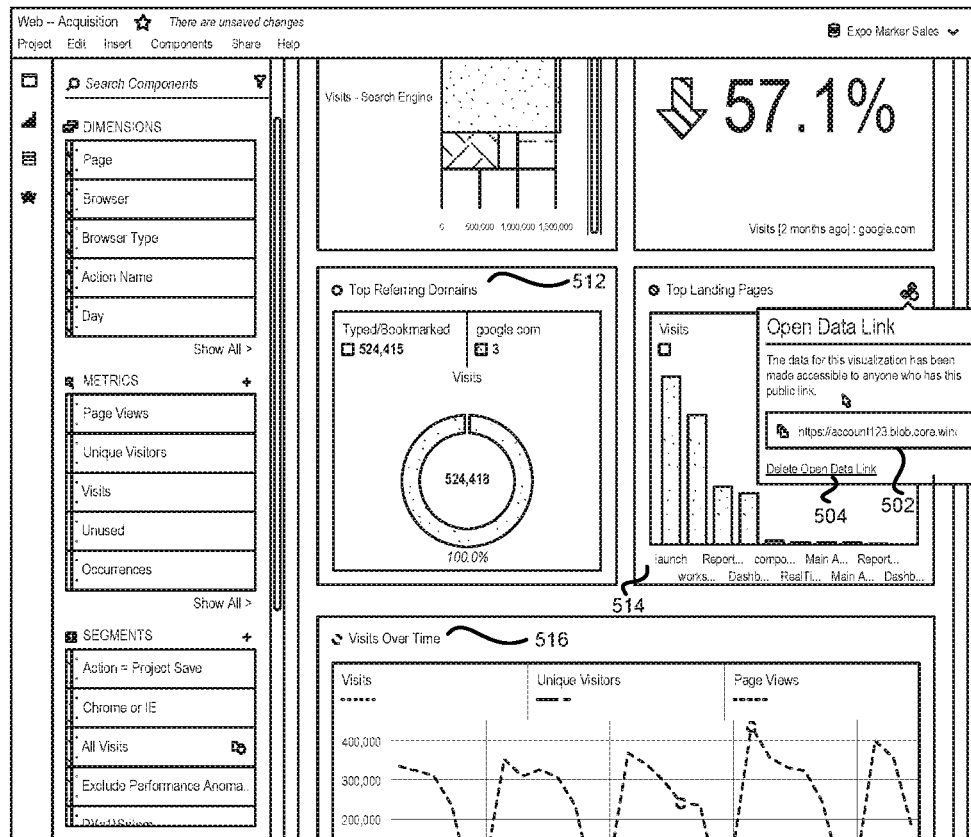 Web -- Acquisition There are unsaved changes
Project Edit Insert Components Share Help
Expo Marker Sales
Search Components
DIMENSIONS
Page
Browser
Browser Type
Action Name
Day
Show All >
METRICS +
Page Views
Unique Visitors
Visits
Unused
Occurrences
Show All >
SEGMENTS +
Action = Project Save
Chrome or IE
All Visits
Exclude Performance Anoma..
Visits - Search Engine
0 500,000 1,000,000 1,500,000
57.1%
Visits [2 months ago] : google.com
Top Referring Domains
512
Typed/Bookmarked google.com
524,415 3
Visits
524,418
100.0%
Top Landing Pages
Visits
Open Data Link
The data for this visualization has been
made accessible to anyone who has this
public link.
https://account123.blob.core.win
Delete Open Data Link
504
502
launch Report... compo... Main A... Report...
works... Dashb... RealTi... Main A... Dashb...
514
Visits Over Time
516
Visits Unique Visitors Page Views
400,000
300,000
200,000